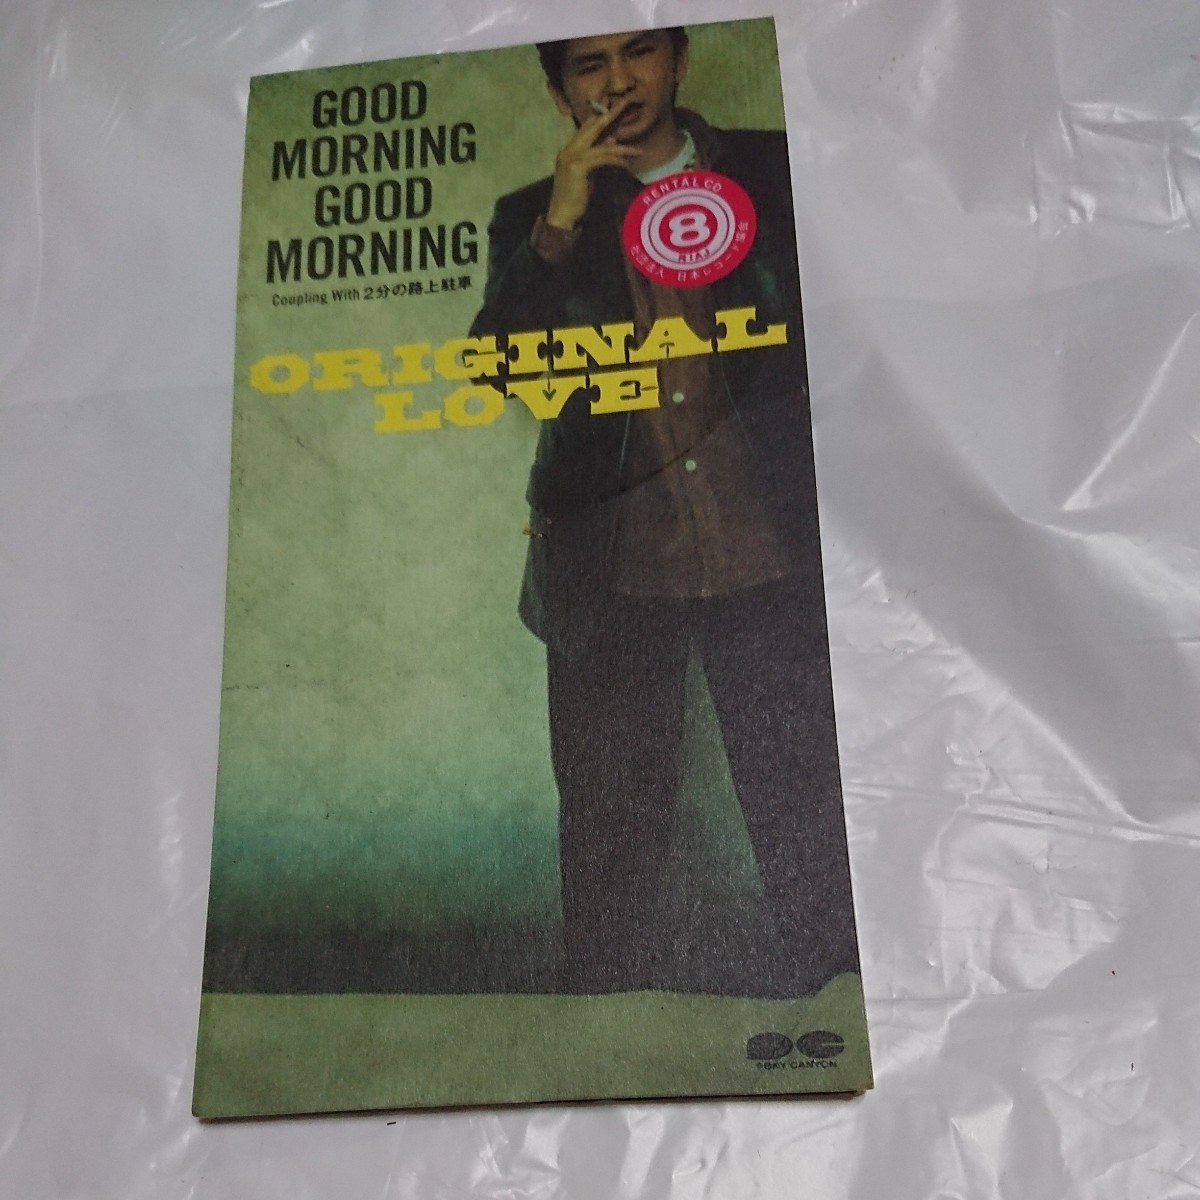 GOOD
MORNING
GOOD
MORNING
Coupling With 2分の路上駐車
RENTAL CD
8
RIAJ
社団法人 日本レコード協会
ORIGINAL
LOVE
PONY CANYON